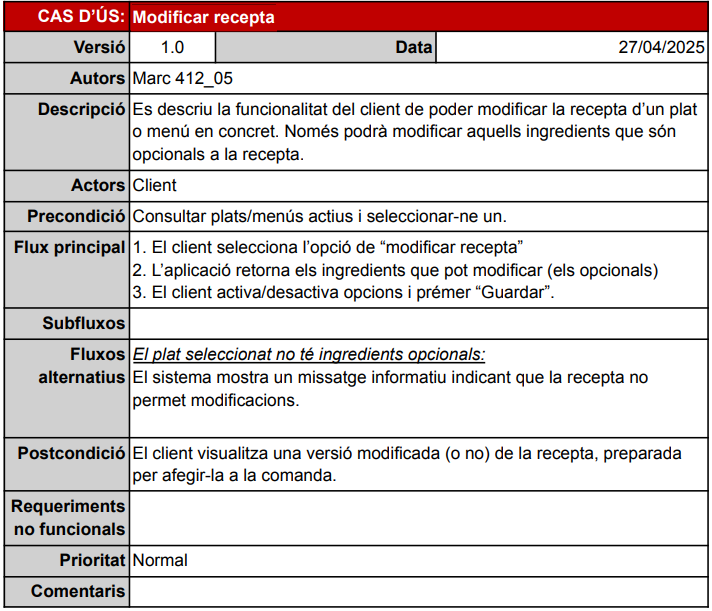 CAS D'ÚS: Modificar recepta
Versió 1.0 Data 27/04/2025
Autors Marc 412_05
Descripció Es descriu la funcionalitat del client de poder modificar la recepta d'un plat
o menú en concret. Només podrà modificar aquells ingredients que són
opcionals a la recepta.
Actors Client
Precondició Consultar plats/menús actius i seleccionar-ne un.
Flux principal 1. El client selecciona l'opció de “modificar recepta”
2. L'aplicació retorna els ingredients que pot modificar (els opcionals)
3. El client activa/desactiva opcions i prémer “Guardar”.
Subfluxos
Fluxos El plat seleccionat no té ingredients opcionals:
alternatius El sistema mostra un missatge informatiu indicant que la recepta no
permet modificacions.
Postcondició El client visualitza una versió modificada (o no) de la recepta, preparada
per afegir-la a la comanda.
Requeriments
no funcionals
Prioritat Normal
Comentaris